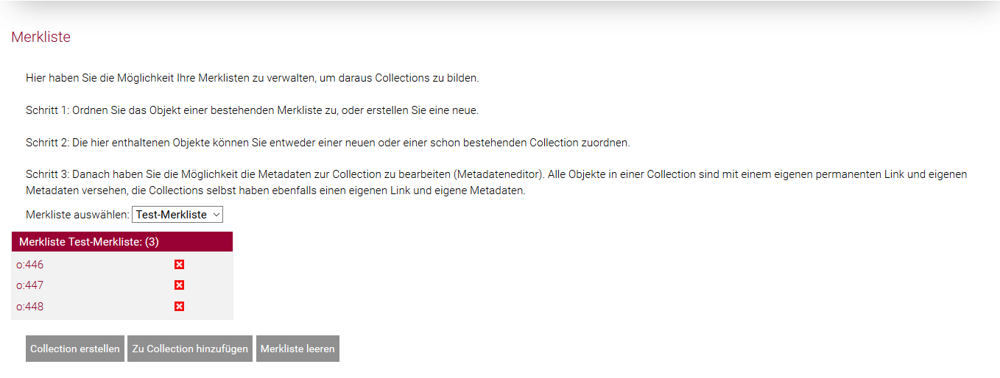 Merkliste
Hier haben Sie die Möglichkeit Ihre Merklisten zu verwalten, um daraus Collections zu bilden.
Schritt 1: Ordnen Sie das Objekt einer bestehenden Merkliste zu, oder erstellen Sie eine neue.
Schritt 2: Die hier enthaltenen Objekte können Sie entweder einer neuen oder einer schon bestehenden Collection zuordnen.
Schritt 3: Danach haben Sie die Möglichkeit die Metadaten zur Collection zu bearbeiten (Metadateneditor). Alle Objekte in einer Collection sind mit einem eigenen permanenten Link und eigenen
Metadaten versehen, die Collections selbst haben ebenfalls einen eigenen Link und eigene Metadaten.
Merkliste auswählen: Test-Merkliste
Merkliste Test-Merkliste: (3)
o:446
o:447
o:448
Collection erstellen Zu Collection hinzufügen Merkliste leeren